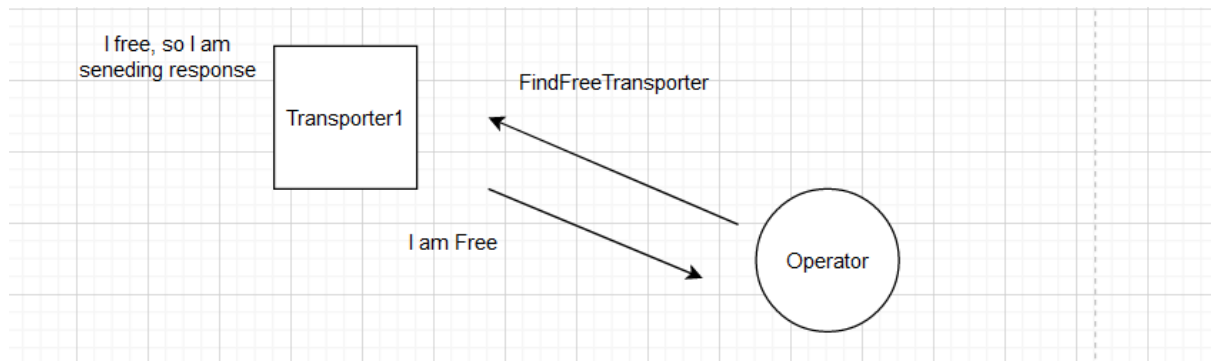 I free, so I am
seneding response
FindFreeTransporter
Transporter1
I am Free
Operator